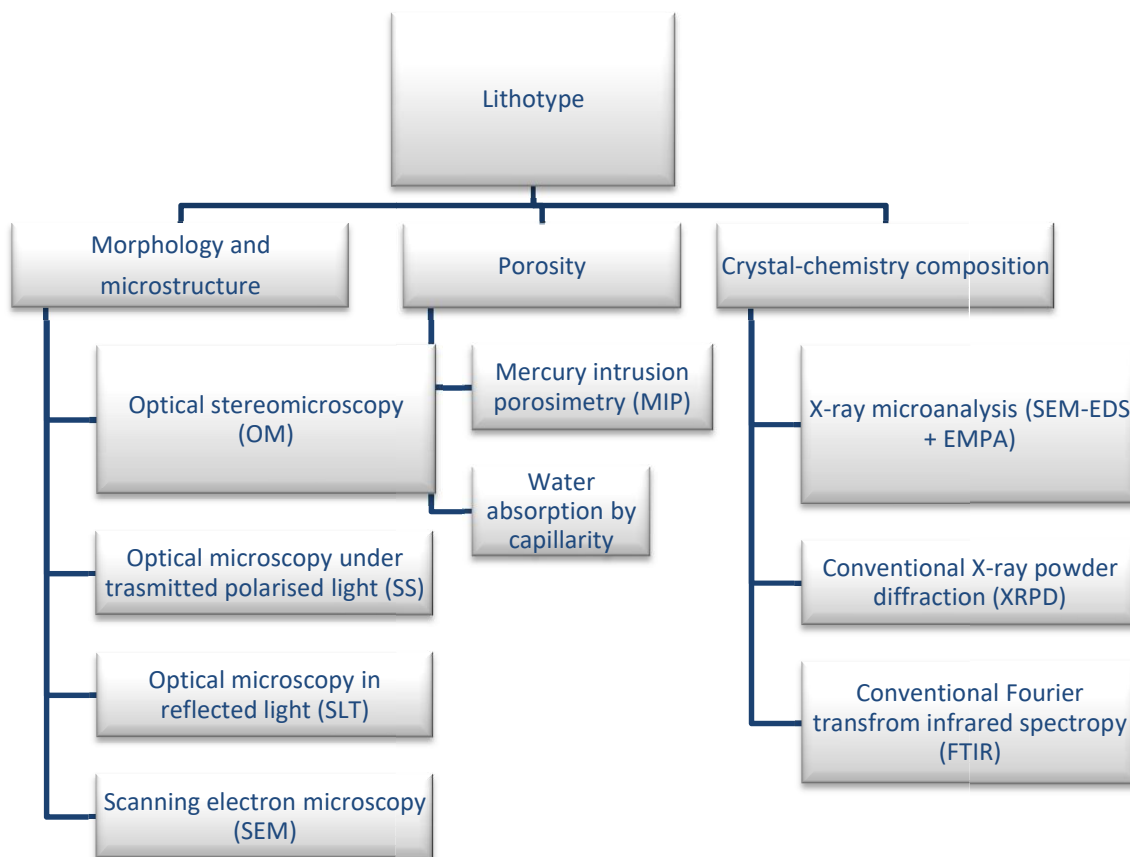 Lithotype
Morphology and
microstructure
Optical stereomicroscopy
(OM)
Optical microscopy under
trasmitted polarised light (SS)
Optical microscopy in
reflected light (SLT)
Scanning electron microscopy
(SEM)
Porosity
Mercury intrusion
porosimetry (MIP)
Water
absorption by
capillarity
Crystal-chemistry composition
X-ray microanalysis (SEM-EDS
+ EMPA)
Conventional X-ray powder
diffraction (XRPD)
Conventional Fourier
transfrom infrared spectropy
(FTIR)